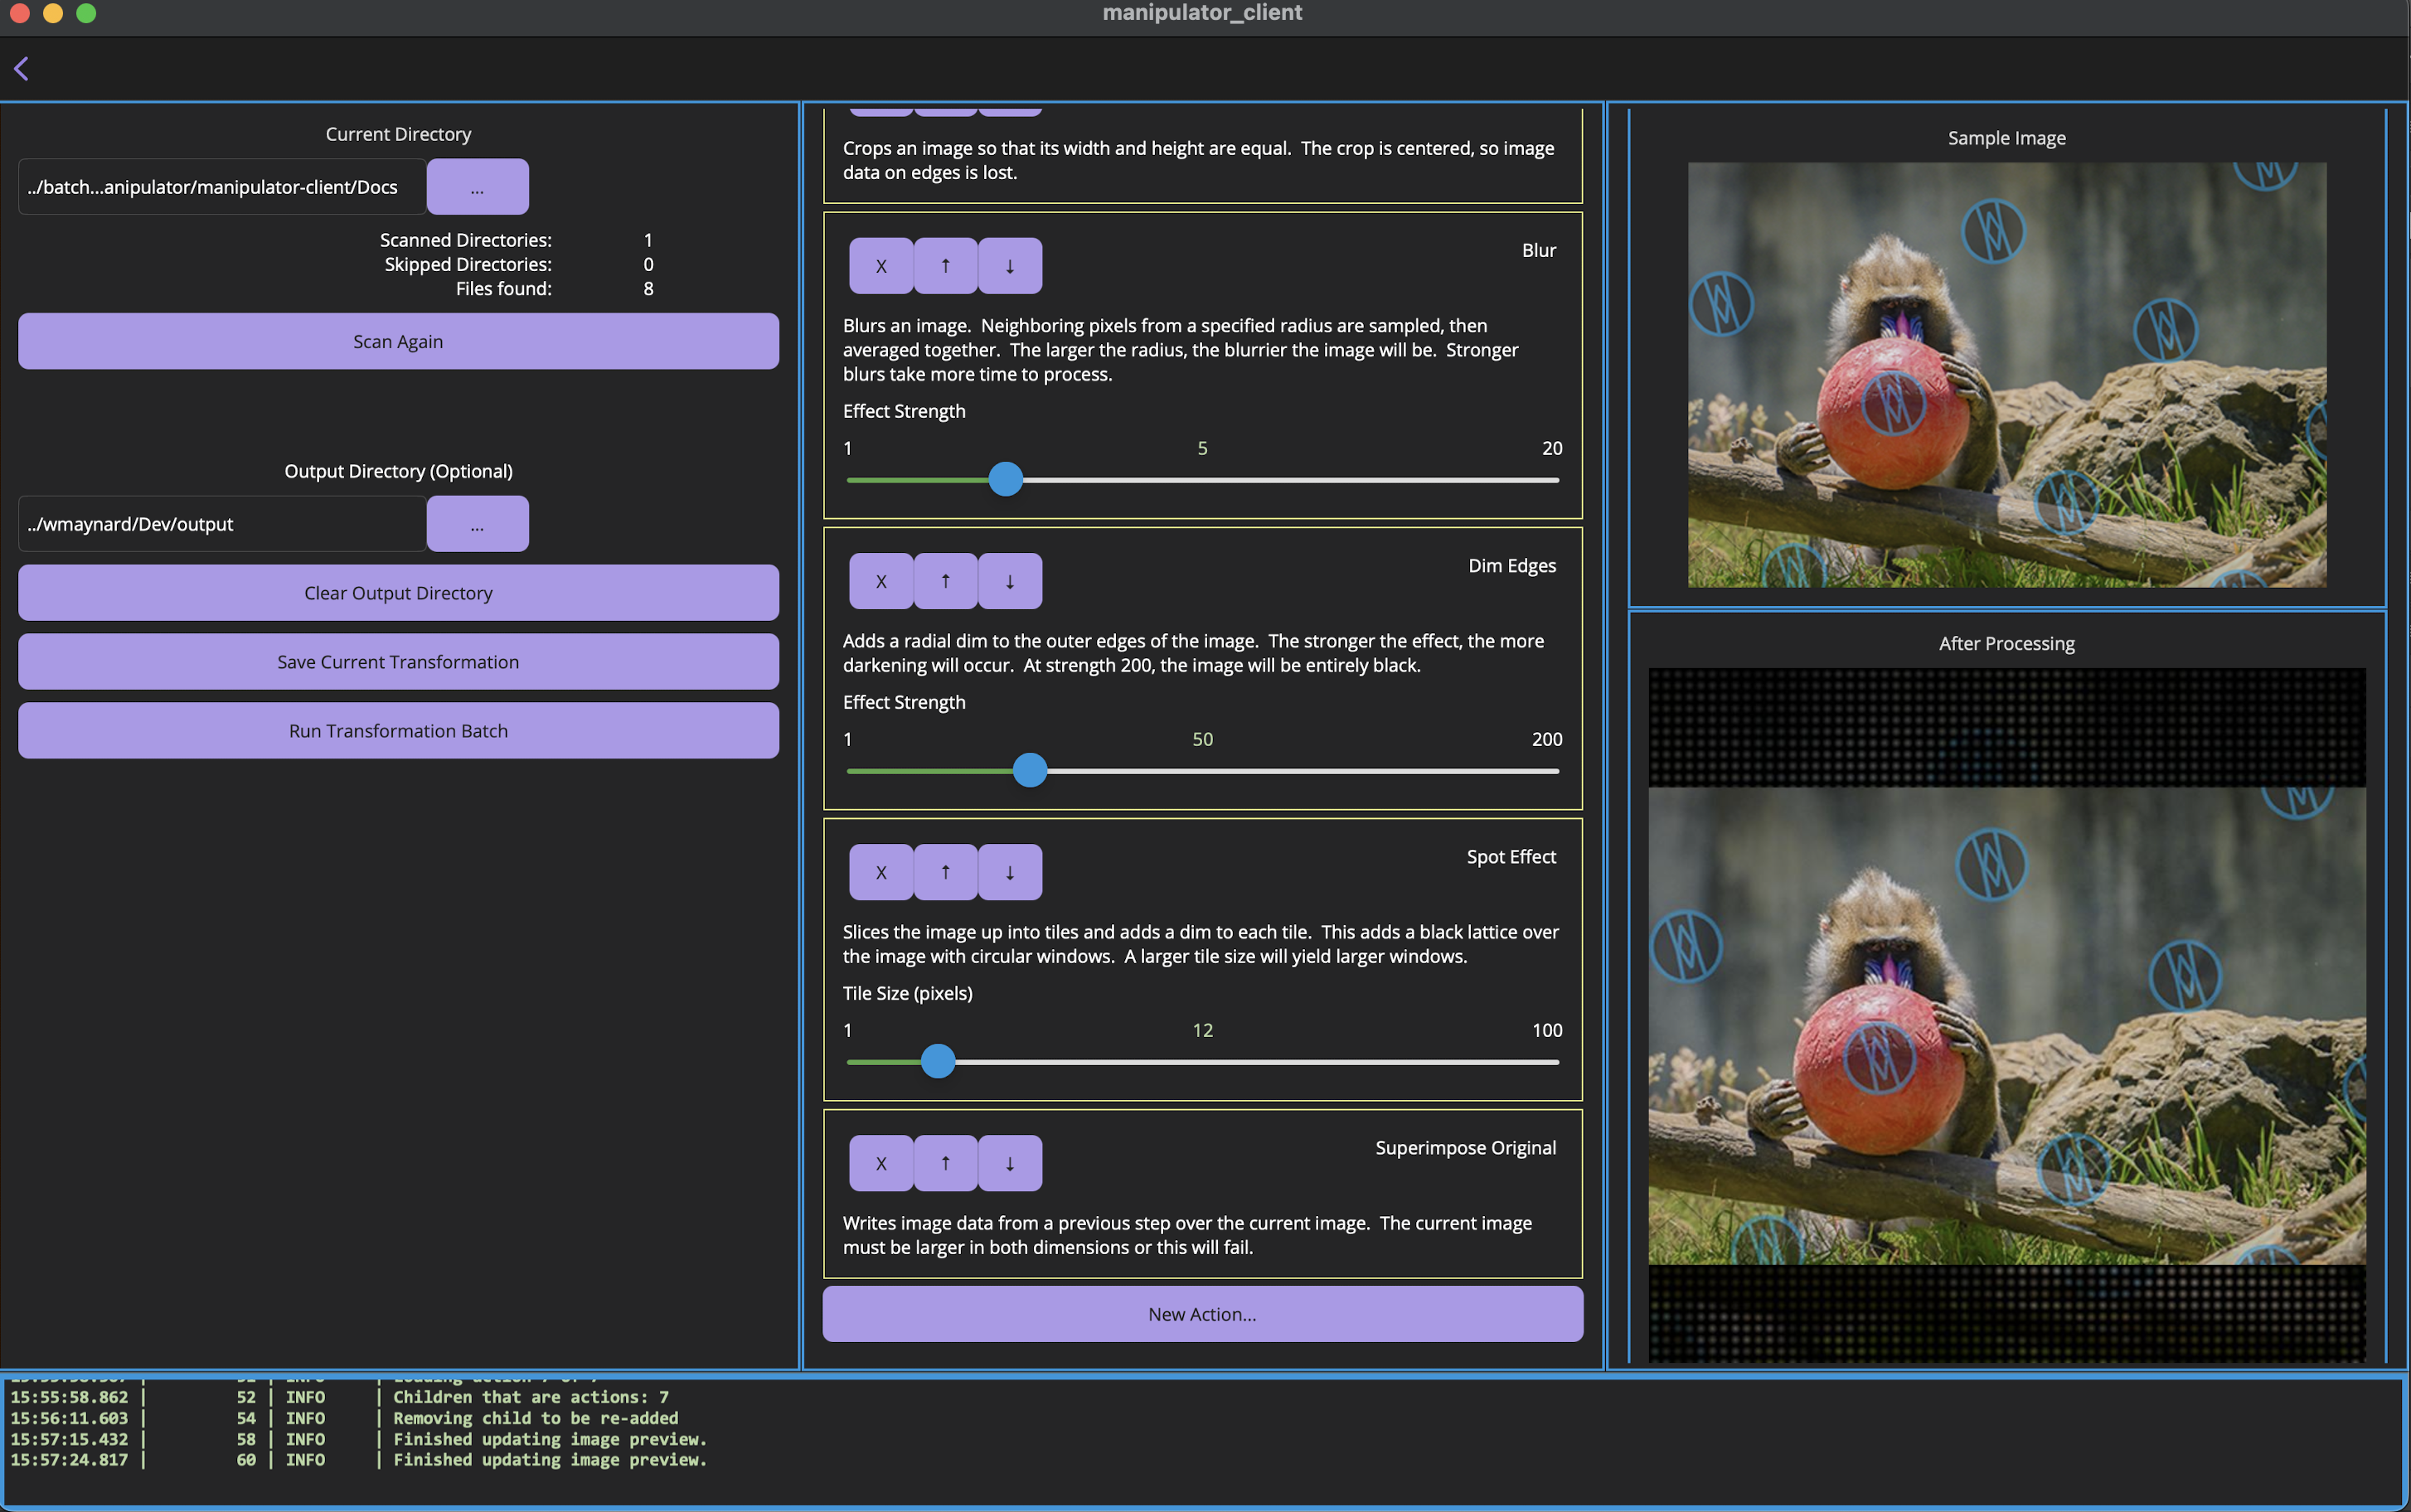 manipulator_client
Current Directory
../batch...anipulator/manipulator-client/Docs
...
Scanned Directories: 1
Skipped Directories: 0
Files found: 8
Scan Again
Output Directory (Optional)
../wmaynard/Dev/output
...
Clear Output Directory
Save Current Transformation
Run Transformation Batch
Crops an image so that its width and height are equal.  The crop is centered, so image
data on edges is lost.
X ↑ ↓
Blur
Blurs an image.  Neighboring pixels from a specified radius are sampled, then
averaged together.  The larger the radius, the blurrier the image will be.  Stronger
blurs take more time to process.
Effect Strength
1 5 20
X ↑ ↓
Dim Edges
Adds a radial dim to the outer edges of the image.  The stronger the effect, the more
darkening will occur.  At strength 200, the image will be entirely black.
Effect Strength
1 50 200
X ↑ ↓
Spot Effect
Slices the image up into tiles and adds a dim to each tile.  This adds a black lattice over
the image with circular windows.  A larger tile size will yield larger windows.
Tile Size (pixels)
1 12 100
X ↑ ↓
Superimpose Original
Writes image data from a previous step over the current image.  The current image
must be larger in both dimensions or this will fail.
New Action...
Sample Image
After Processing
15:55:58.862 | 52 | INFO | Children that are actions: 7
15:56:11.603 | 54 | INFO | Removing child to be re-added
15:57:15.432 | 58 | INFO | Finished updating image preview.
15:57:24.817 | 60 | INFO | Finished updating image preview.